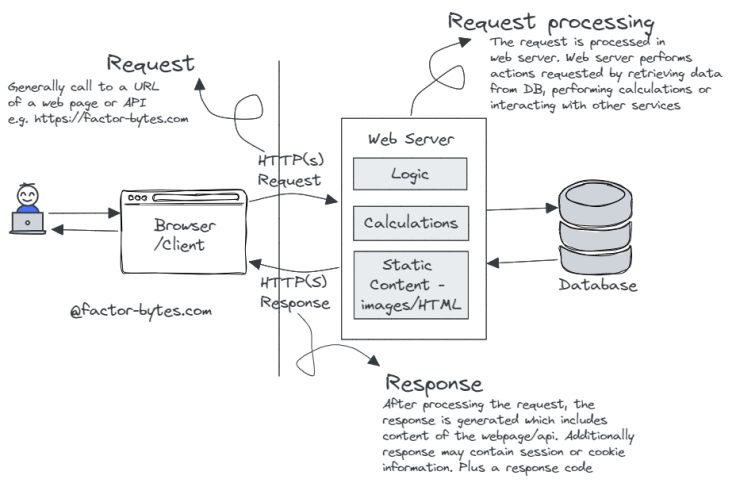 Request processing
The request is processed in
web server. Web server performs
actions requested by retrieving data
from DB, performing calculations or
interacting with other services
Request
Generally call to a URL
of a web page or API
e.g. https://factor-bytes.com
HTTP(s)
Request
Web Server
Logic
Calculations
Static
Content -
images/HTML
Browser
/Client
HTTP(S)
Response
Database
@factor-bytes.com
Response
After processing the request, the
response is generated which includes
content of the webpage/api. Additionally
response may contain session or cookie
information. Plus a response code